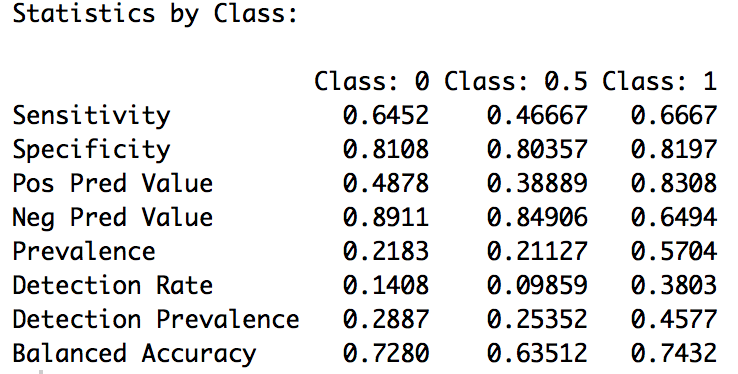 Statistics by Class:
Class: 0 Class: 0.5 Class: 1
Sensitivity 0.6452 0.46667 0.6667
Specificity 0.8108 0.80357 0.8197
Pos Pred Value 0.4878 0.38889 0.8308
Neg Pred Value 0.8911 0.84906 0.6494
Prevalence 0.2183 0.21127 0.5704
Detection Rate 0.1408 0.09859 0.3803
Detection Prevalence 0.2887 0.25352 0.4577
Balanced Accuracy 0.7280 0.63512 0.7432